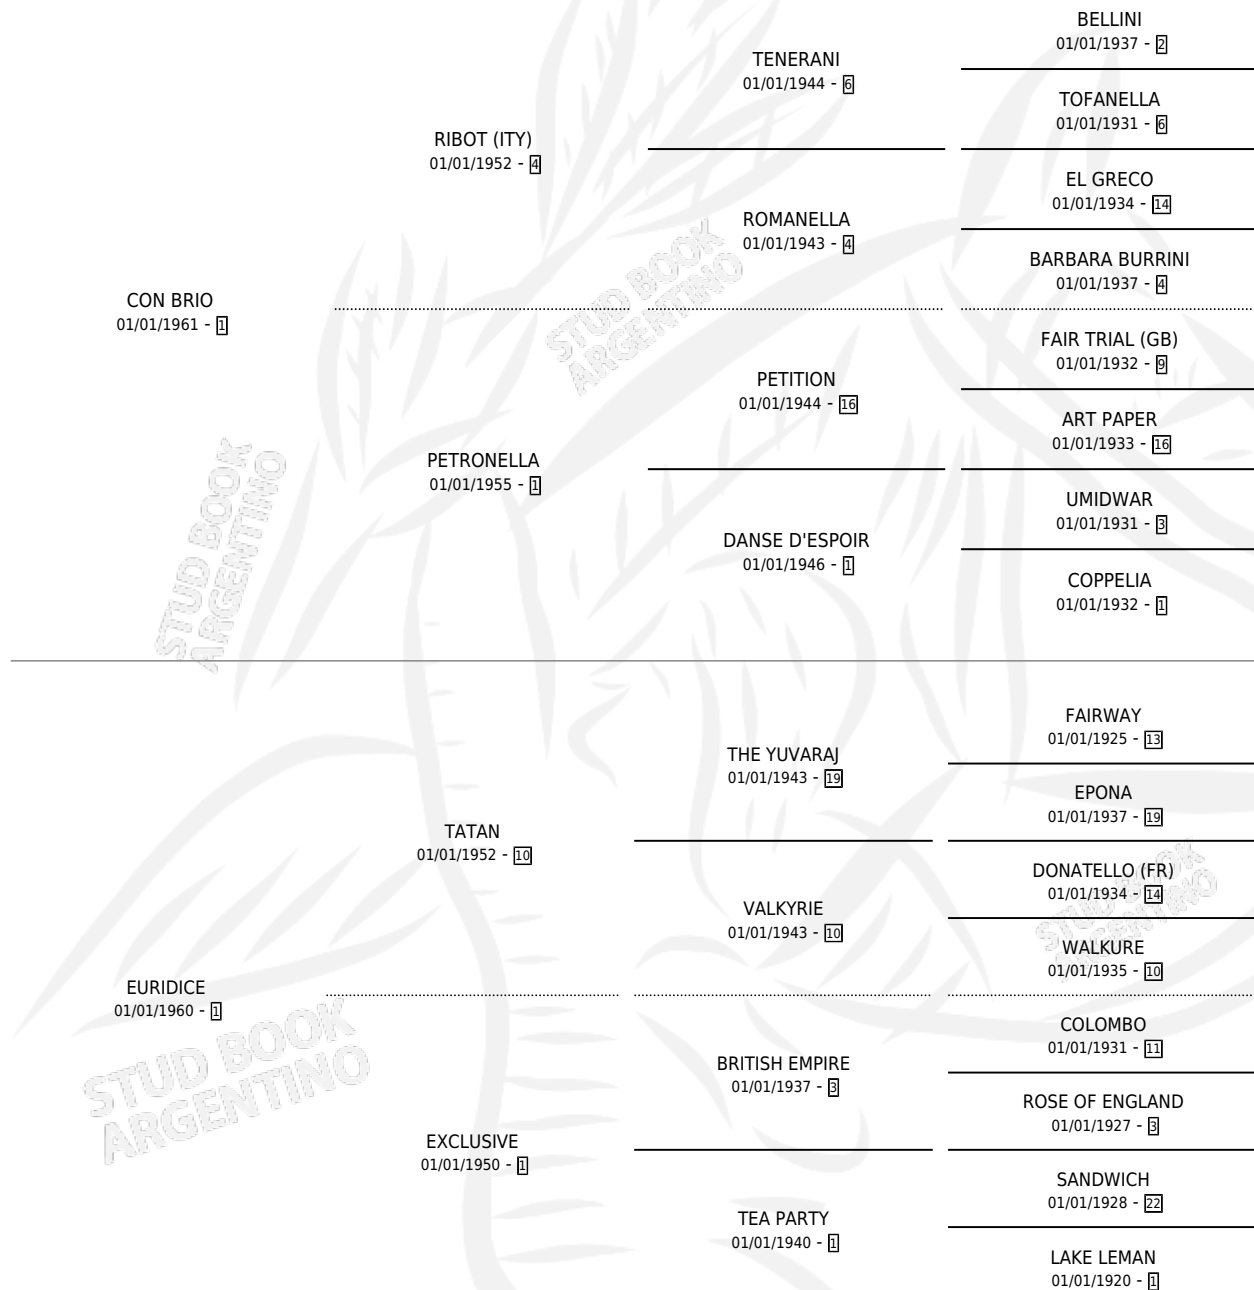 BELLINI
01/01/1937 - 2
TENERANI
01/01/1944 - 6
TOFANELLA
01/01/1931 - 6
RIBOT (ITY)
01/01/1952 - 4
EL GRECO
01/01/1934 - 14
ROMANELLA
01/01/1943 - 4
BARBARA BURRINI
01/01/1937 - 4
CON BRIO
01/01/1961 - 1
STUD BOOK
ARGENTINO
FAIR TRIAL (GB)
01/01/1932 - 9
PETITION
01/01/1944 - 16
ART PAPER
01/01/1933 - 16
PETRONELLA
01/01/1955 - 1
UMIDWAR
01/01/1931 - 3
DANSE D'ESPOIR
01/01/1946 - 1
COPPELIA
01/01/1932 - 1
STUD BOOK
ARGENTINO
FAIRWAY
01/01/1925 - 13
THE YUVARAJ
01/01/1943 - 19
EPONA
01/01/1937 - 19
TATAN
01/01/1952 - 10
DONATELLO (FR)
01/01/1934 - 14
VALKYRIE
01/01/1943 - 10
WALKURE
01/01/1935 - 10
STUD BOOK
ARGENTINO
EURIDICE
01/01/1960 - 1
COLOMBO
01/01/1931 - 11
BRITISH EMPIRE
01/01/1937 - 3
ROSE OF ENGLAND
01/01/1927 - 3
STUD BOOK
ARGENTINO
EXCLUSIVE
01/01/1950 - 1
SANDWICH
01/01/1928 - 22
TEA PARTY
01/01/1940 - 1
LAKE LEMAN
01/01/1920 - 1